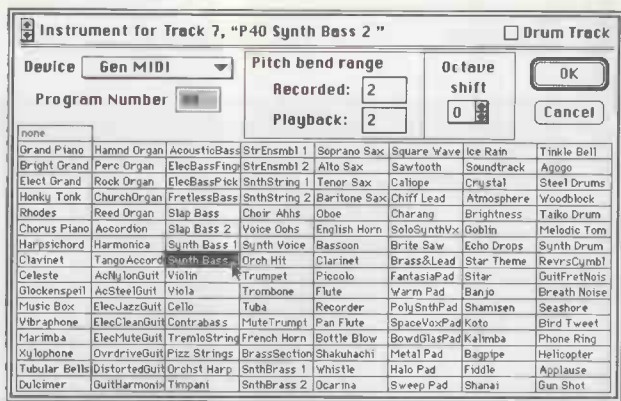 Instrument for Track 7, “P40 Synth Bass 2 ”
Drum Track
Device Gen MIDI
Program Number
Pitch bend range
Recorded: 2
Playback: 2
Octave
shift
0
OK
Cancel
none
Grand Piano Hamnd Organ AcousticBass StrEnsmbl 1 Soprano Sax Square Wave Ice Rain Tinkle Bell
Bright Grand Perc Organ ElecBassFing StrEnsmbl 2 Alto Sax Sawtooth Soundtrack Agogo
Elect Grand Rock Organ ElecBassPick SnthString 1 Tenor Sax Caliope Crystal Steel Drums
Honky Tonk ChurchOrgan FretlessBass SnthString 2 Baritone Sax Chiff Lead Atmosphere Woodblock
Rhodes Reed Organ Slap Bass Choir Ahhs Oboe Charang Brightness Taiko Drum
Chorus Piano Accordion Slap Bass 2 Voice Oohs English Horn SoloSynthVx Goblin Melodic Tom
Harpsichord Harmonica Synth Bass 1 Synth Voice Bassoon Brite Saw Echo Drops Synth Drum
Clavinet TangoAccord Synth Bass Orch Hit Clarinet Brass&Lead Star Theme RevrsCymbl
Celeste AcNylonGuit Violin Trumpet Piccolo FantasiaPad Sitar GuitFretNois
Glockenspeil AcSteelGuit Viola Trombone Flute Warm Pad Banjo Breath Noise
Music Box ElecJazzGuit Cello Tuba Recorder PolySnthPad Shamisen Seashore
Vibraphone ElecCleanGuit Contrabass MuteTrumpt Pan Flute SpaceVoxPad Koto Bird Tweet
Marimba ElecMuteGuit TremloString French Horn Bottle Blow BowdGlasPad Kalimba Phone Ring
Xylophone OvrdriveGuit Pizz Strings BrassSection Shakuhachi Metal Pad Bagpipe Helicopter
Tubular Bells DistortedGuit Orchst Harp SnthBrass 1 Whistle Halo Pad Fiddle Applause
Dulcimer GuitHarmonix Timpani SnthBrass 2 Ocarina Sweep Pad Shanai Gun Shot